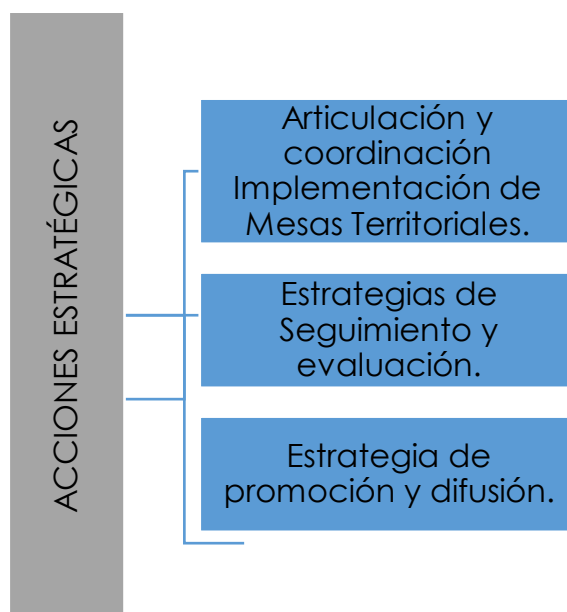 ACCIONES ESTRATÉGICAS
Articulación y
coordinación
Implementación de
Mesas Territoriales.
Estrategias de
Seguimiento y
evaluación.
Estrategia de
promoción y difusión.